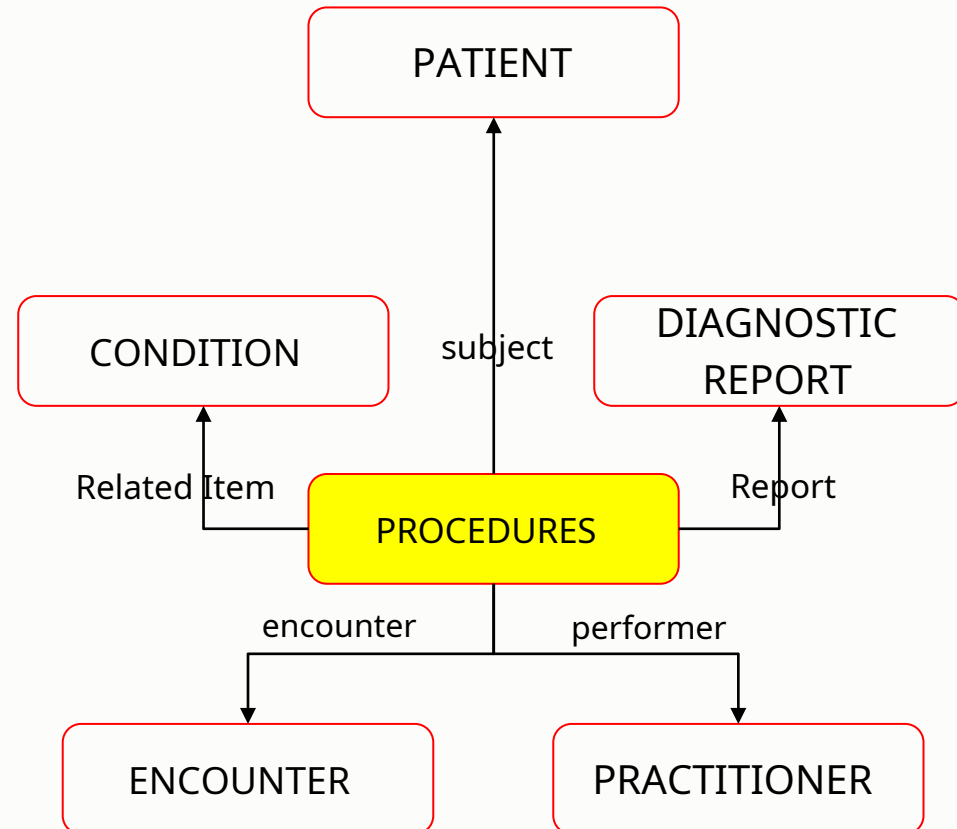 PATIENT
subject
CONDITION
DIAGNOSTIC
REPORT
Related Item
Report
PROCEDURES
encounter
performer
ENCOUNTER
PRACTITIONER